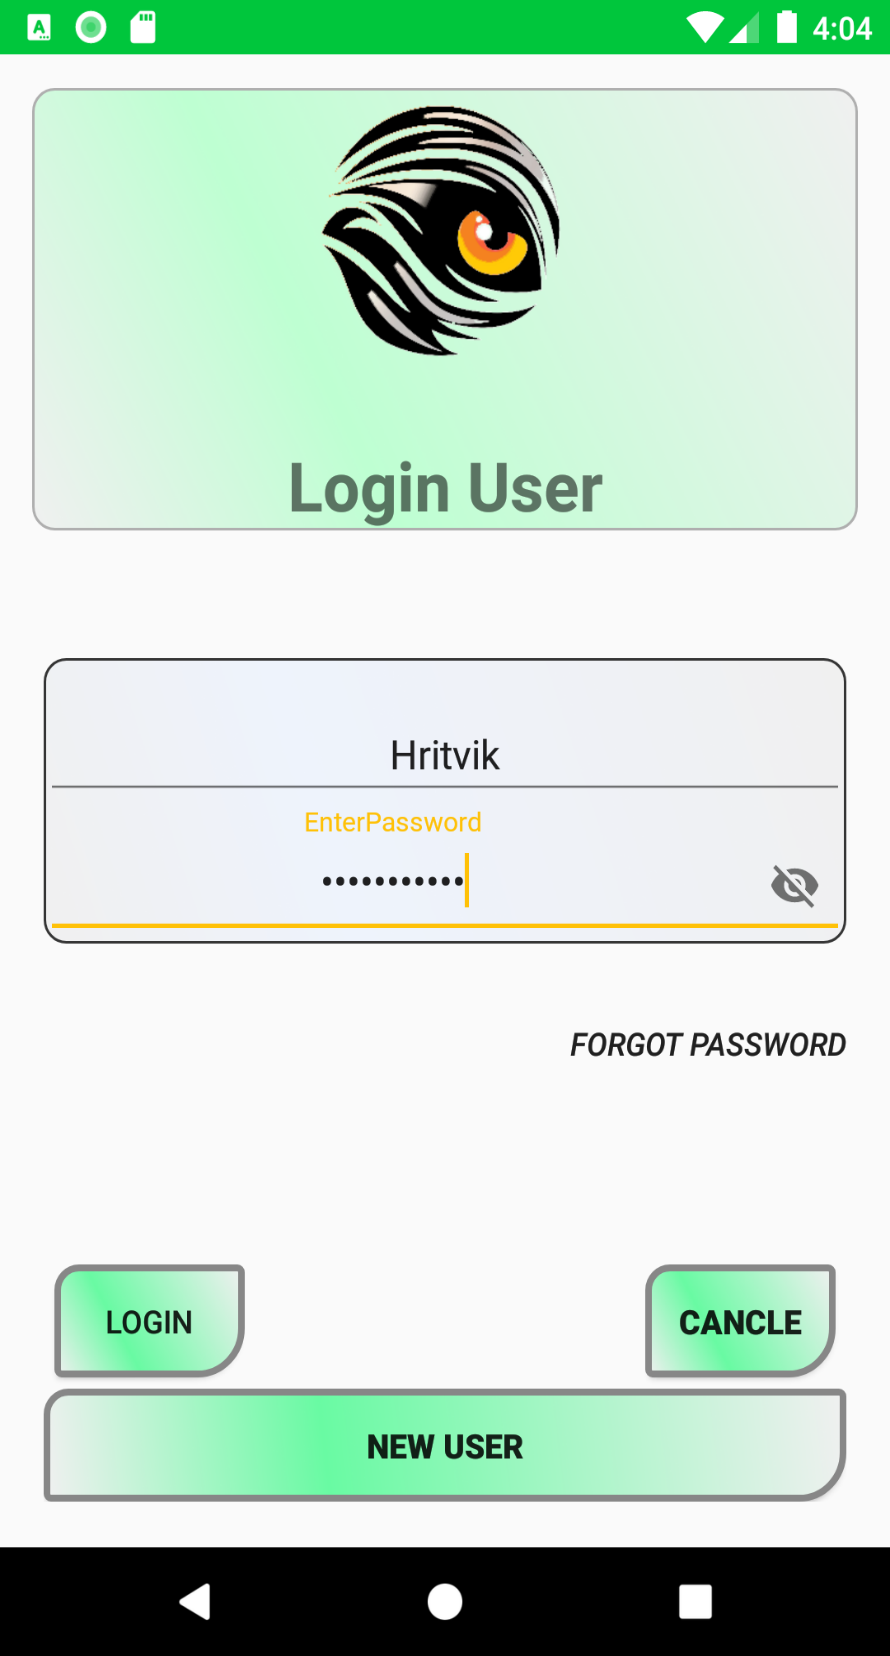 4:04
Login User
Hritvik
EnterPassword
•••••••••••
FORGOT PASSWORD
LOGIN
CANCLE
NEW USER